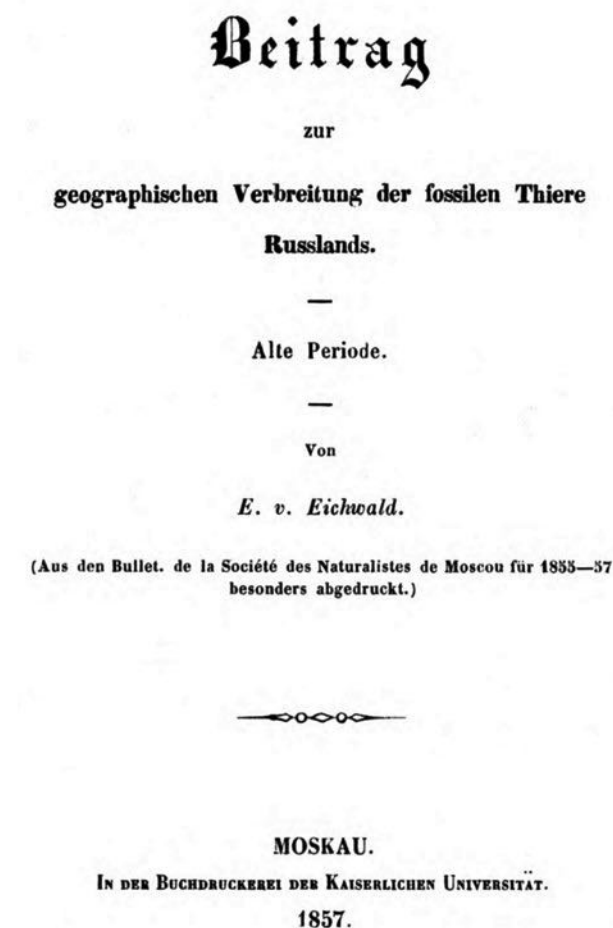 Beitrag
zur
geographischen Verbreitung der fossilen Thiere
Russlands.
—
Alte Periode.
—
Von
E. v. Eichwald.
(Aus den Bullet. de la Société des Naturalistes de Moscou für 1855—57
besonders abgedruckt.)
MOSKAU.
IN DER BUCHDRUCKEREI DER KAISERLICHEN UNIVERSITÄT.
1857.